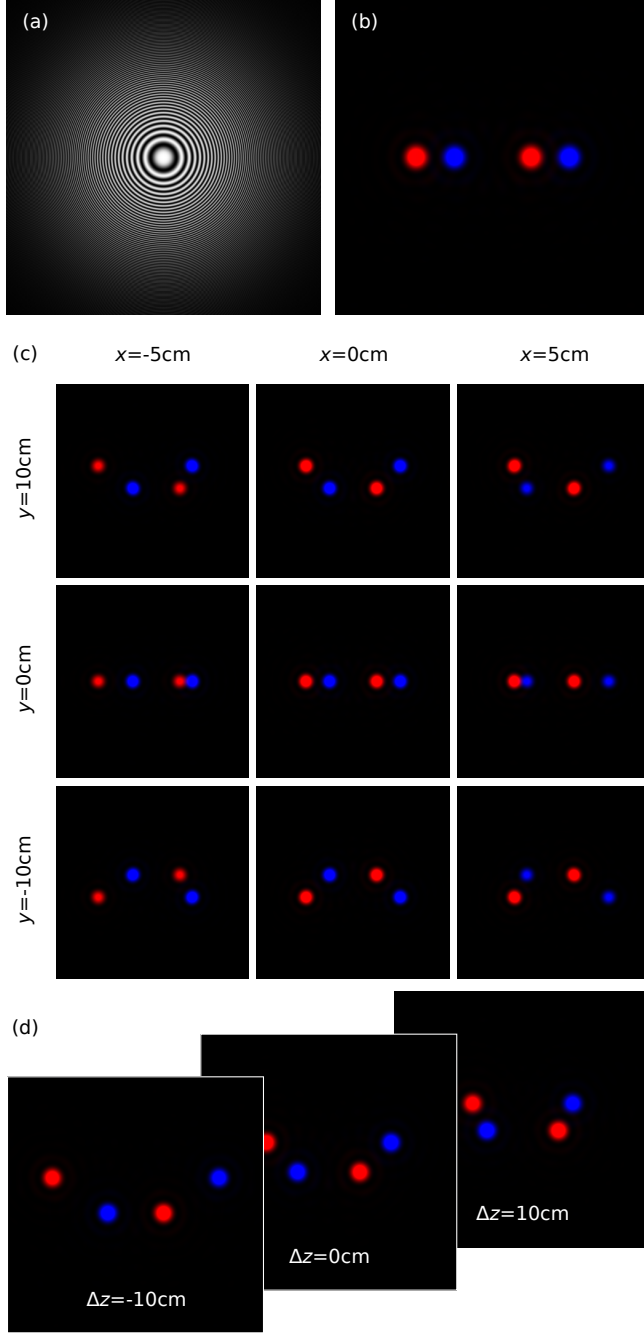 (a)
(b)
(c)
x=-5cm
x=0cm
x=5cm
y=10cm
y=0cm
y=-10cm
(d)
Δz=10cm
Δz=0cm
Δz=-10cm